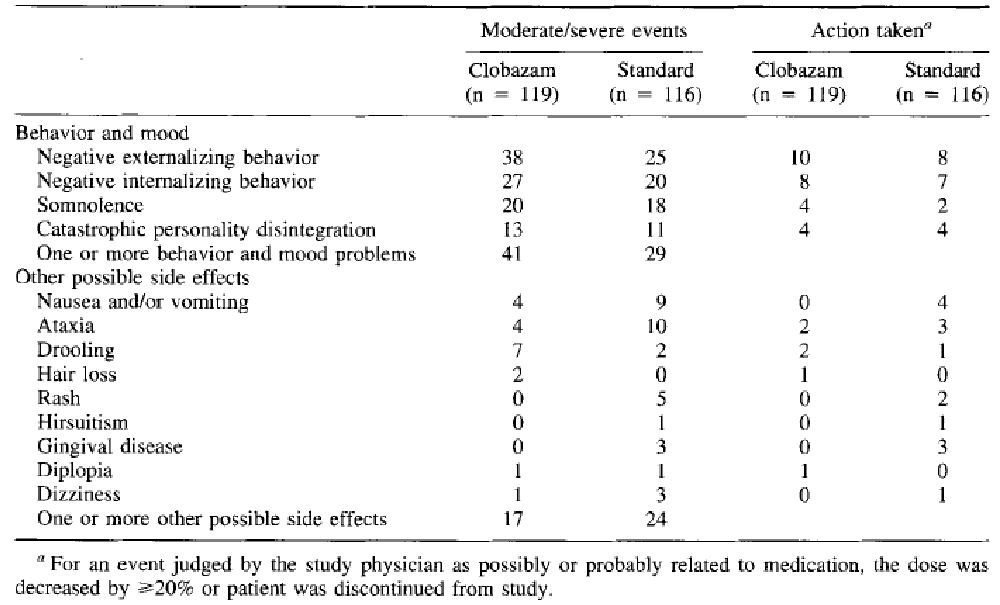 Moderate/severe events Action taken^a
Clobazam Standard Clobazam Standard
(n = 119) (n = 116) (n = 119) (n = 116)
Behavior and mood
Negative externalizing behavior 38 25 10 8
Negative internalizing behavior 27 20 8 7
Somnolence 20 18 4 2
Catastrophic personality disintegration 13 11 4 4
One or more behavior and mood problems 41 29
Other possible side effects
Nausea and/or vomiting 4 9 0 4
Ataxia 4 10 2 3
Drooling 7 2 2 1
Hair loss 2 0 1 0
Rash 0 5 0 2
Hirsuitism 0 1 0 1
Gingival disease 0 3 0 3
Diplopia 1 1 1 0
Dizziness 1 3 0 1
One or more other possible side effects 17 24
^a For an event judged by the study physician as possibly or probably related to medication, the dose was
decreased by ⩾20% or patient was discontinued from study.